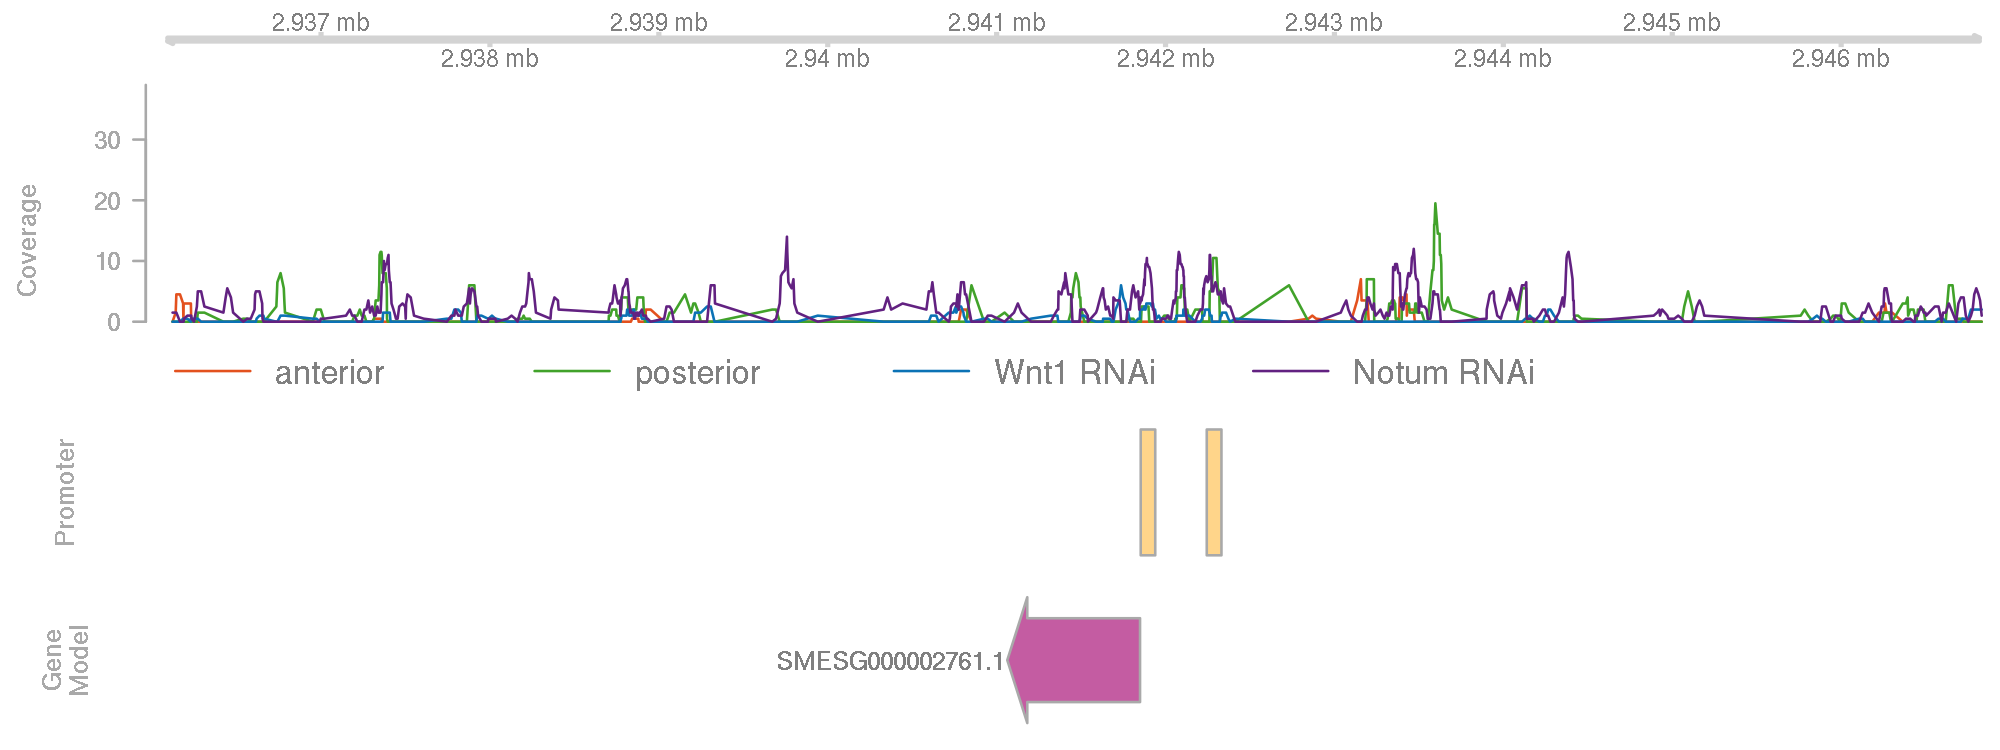 2.937 mb 2.939 mb 2.941 mb 2.943 mb 2.945 mb
2.938 mb 2.94 mb 2.942 mb 2.944 mb 2.946 mb
Coverage
30
20
10
0
anterior posterior Wnt1 RNAi Notum RNAi
Promoter
Gene
Model
SMESG000002761.1